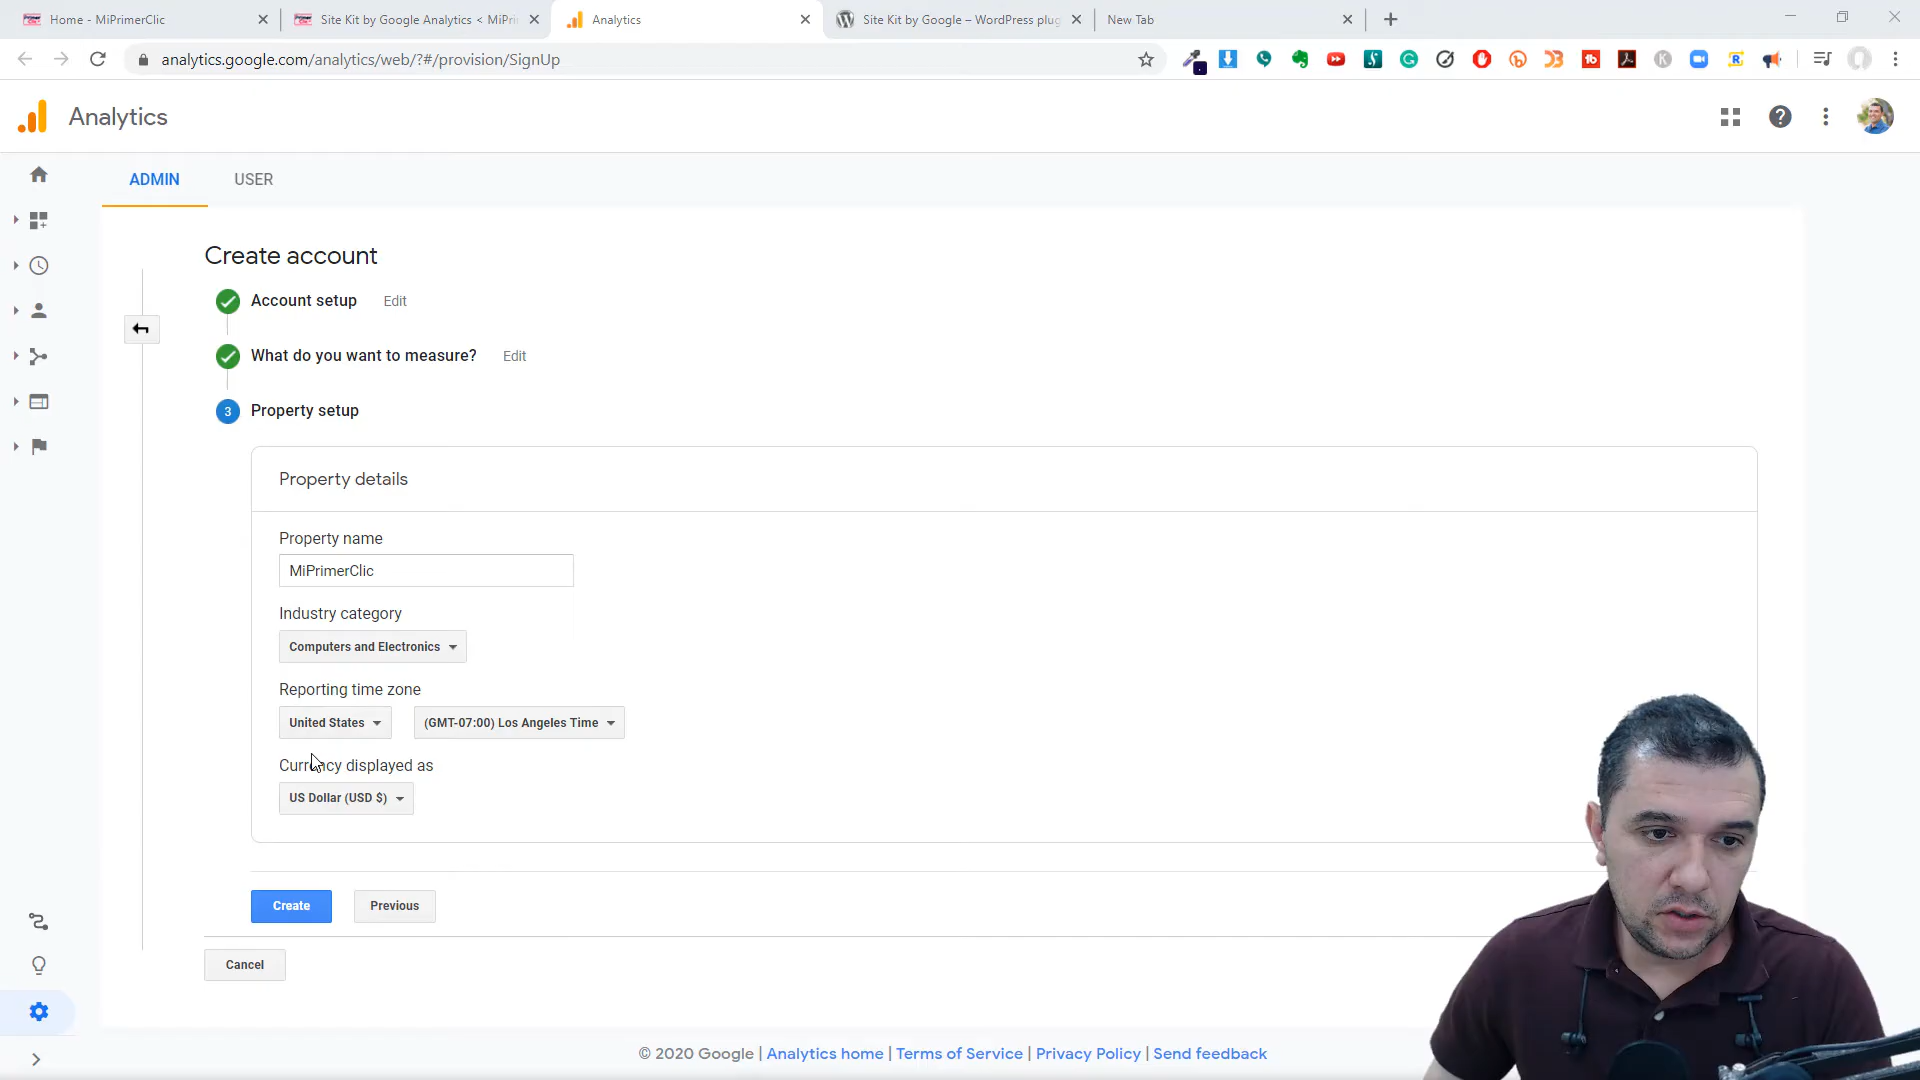 Home - MiPrimerClic
Site Kit by Google Analytics < MiPri
Analytics
Site Kit by Google – WordPress plug
New Tab
analytics.google.com/analytics/web/?#/provision/SignUp
Analytics
ADMIN
USER
Create account
Account setup
Edit
What do you want to measure?
Edit
3
Property setup
Property details
Property name
MiPrimerClic
Industry category
Computers and Electronics
Reporting time zone
United States
(GMT-07:00) Los Angeles Time
Currency displayed as
US Dollar (USD $)
Create
Previous
Cancel
© 2020 Google | Analytics home | Terms of Service | Privacy Policy | Send feedback